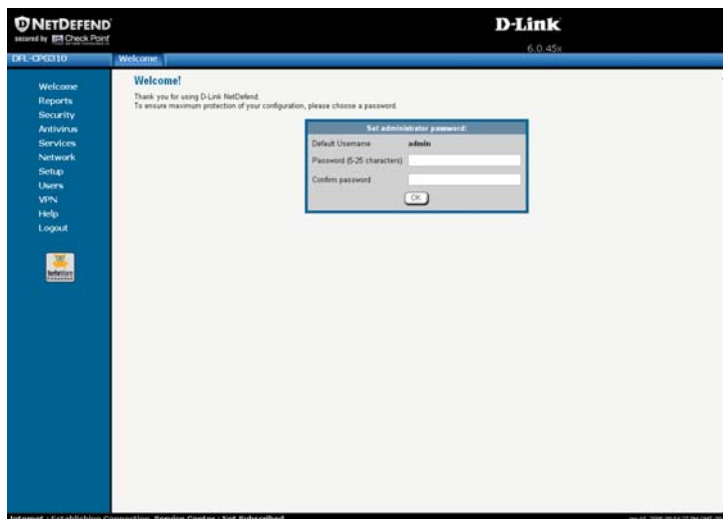 NETDEFEND
secured by Check Point
D-Link
6.0.45x
DFL-CPG310
Welcome
Welcome
Reports
Security
Antivirus
Services
Network
Setup
Users
VPN
Help
Logout
Welcome!
Thank you for using D-Link NetDefend.
To ensure maximum protection of your configuration, please choose a password.
Set administrator password:
Default Username admin
Password (5-25 characters)
Confirm password
OK
SofaWare
Internet : Establishing Connection Service Center : Not Subscribed